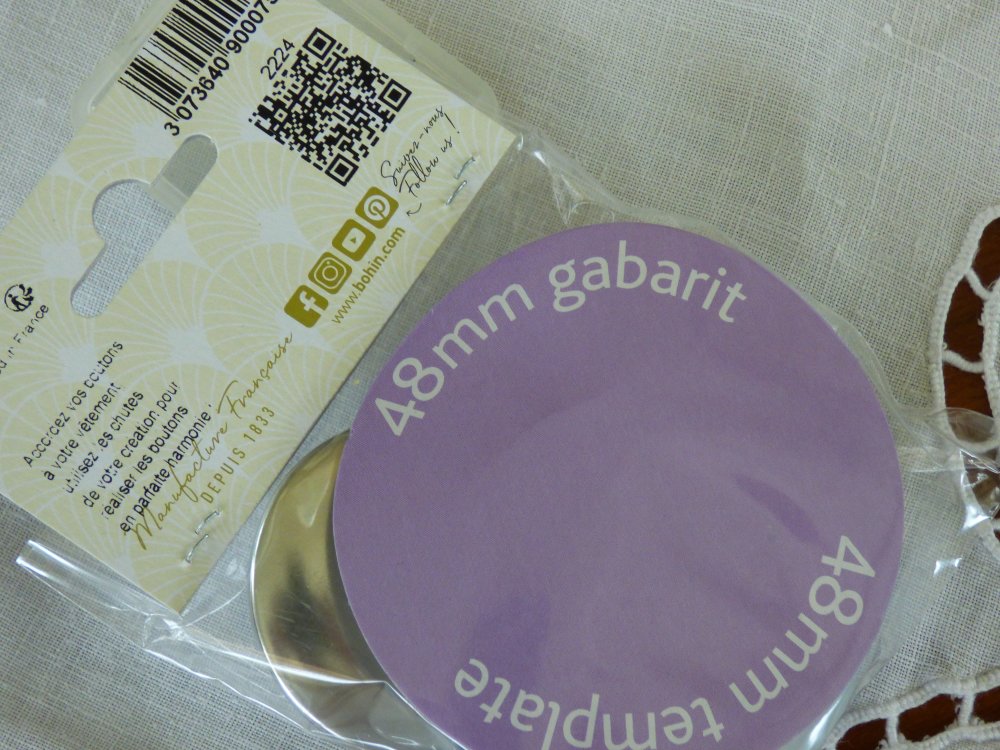 3 073640 90007
2224
Suivez-nous
Follow us !
www.bohin.com
France
Accordez vos boutons
à votre vêtement
utilisez les chutes
de votre création pour
réaliser les boutons
en parfaite harmonie !
Manufacture Française
DEPUIS 1833
48mm gabarit
48mm template